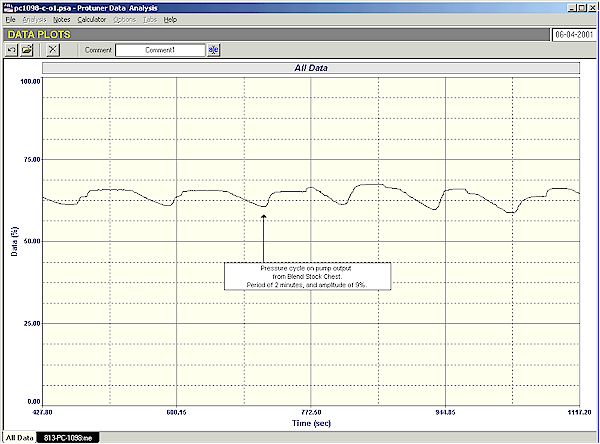 pc1098-c-o1.psa - Protuner Data Analysis
File Analysis Notes Calculator Options Tabs Help
DATA PLOTS
06-04-2001
Comment Comment1
All Data
100.00
75.00
50.00
25.00
0.00
Data (%)
Pressure cycle on pump output
from Blend Stock Chest.
Period of 2 minutes, and amplitude of 9%.
427.80 600.15 772.50 944.85 1117.20
Time (sec)
All Data 813-PC-1098:me